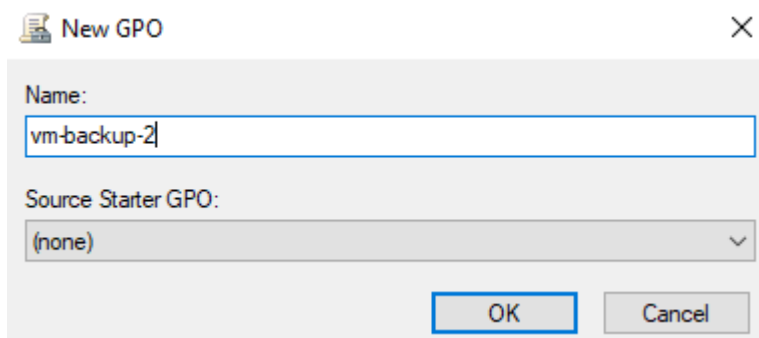 New GPO
Name:
vm-backup-2
Source Starter GPO:
(none)
OK Cancel